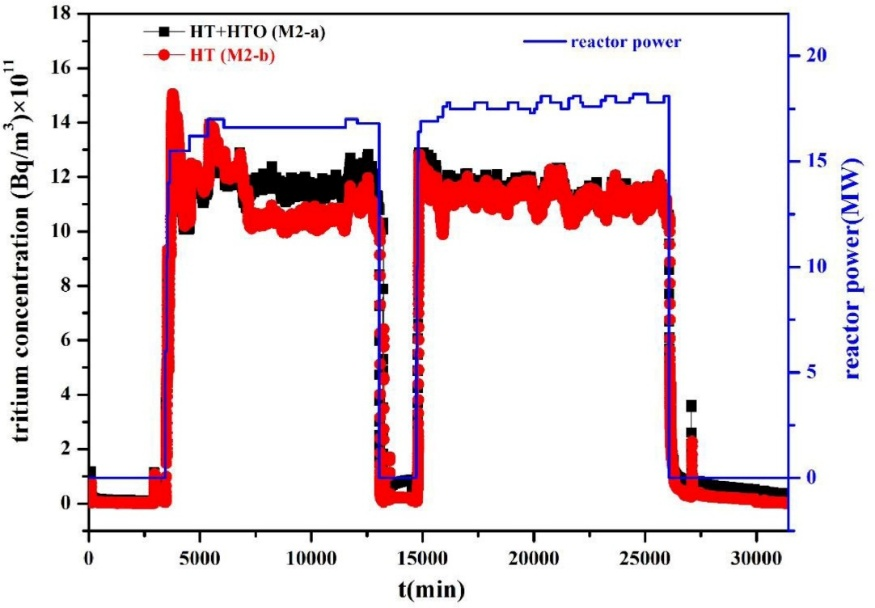 HT+HTO (M2-a)
HT (M2-b)
reactor power
tritium concentration (Bq/m³)×10¹¹
18
16
14
12
10
8
6
4
2
0
-1
20
15
10
5
0
reactor power(MW)
0 5000 10000 15000 20000 25000 30000
t(min)